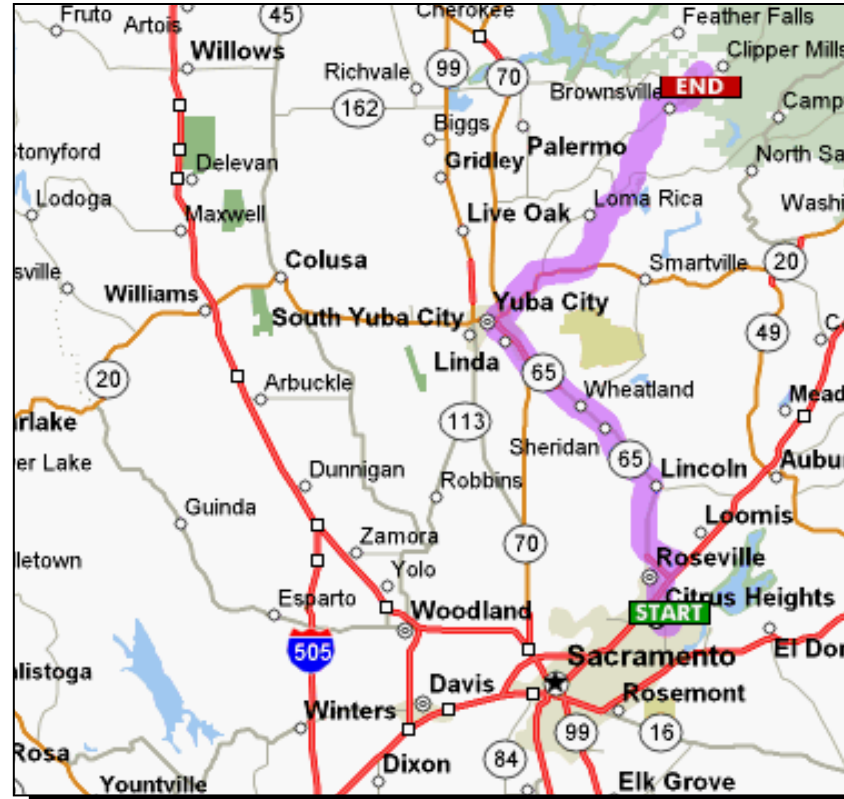 Fruto
Artois
45
Cherokee
Feather Falls
Willows
99
70
Clipper Mills
Richvale
END
Brownsville
162
Camp
Biggs
Palermo
Stonyford
Gridley
North Sa
Delevan
Lodoga
Maxwell
Live Oak
Loma Rica
Washi
sville
Colusa
Smartville
20
Williams
Yuba City
South Yuba City
49
Linda
65
20
Arbuckle
Wheatland
Mead
arlake
113
Sheridan
er Lake
65
Lincoln
Aubu
Dunnigan
Robbins
Guinda
Loomis
Zamora
70
lletown
Yolo
Roseville
Esparto
Woodland
START
Citrus Heights
505
Sacramento
El Dor
alistoga
Davis
Rosemont
Winters
99
16
Rosa
84
Dixon
Yountville
Elk Grove